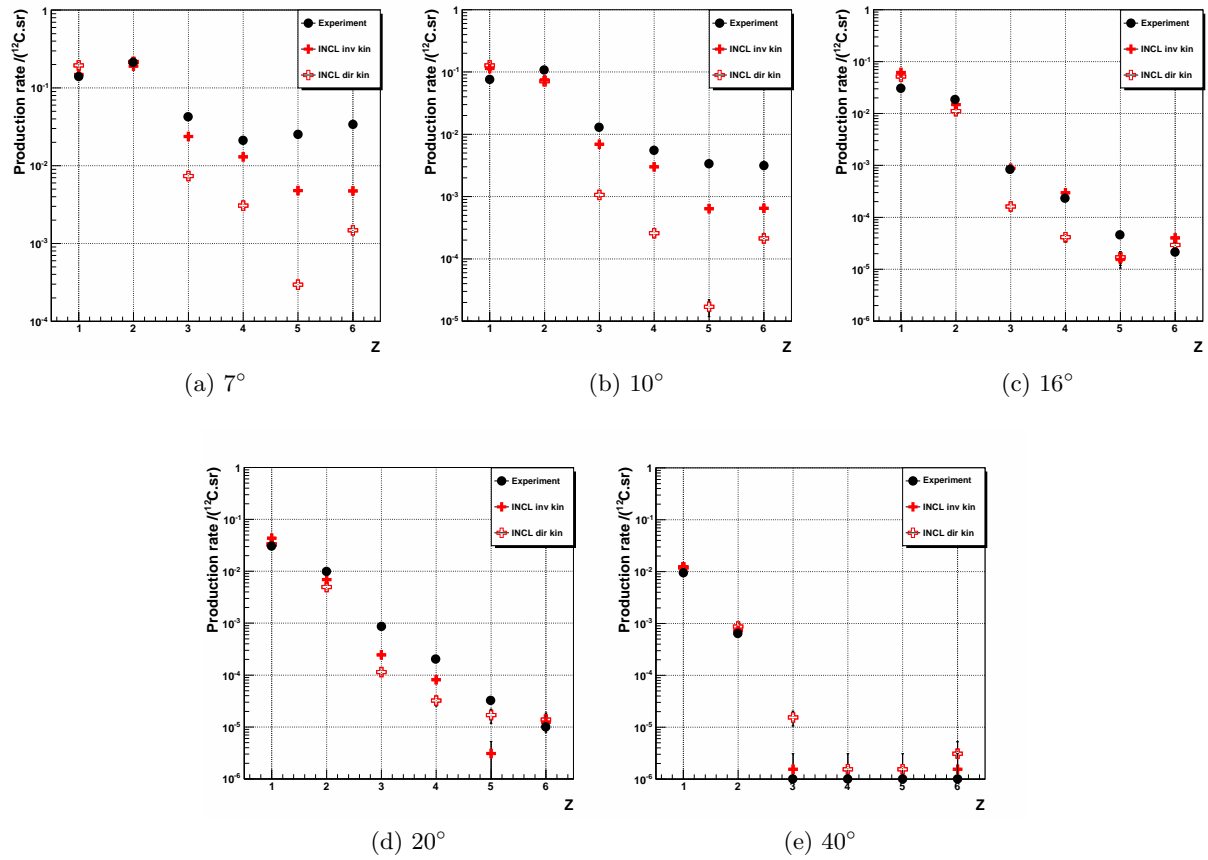 Production rate /(¹²C.sr)
1
10⁻¹
10⁻²
10⁻³
10⁻⁴
Experiment
INCL inv kin
INCL dir kin
1 2 3 4 5 6
Z
(a) 7°
Production rate /(¹²C.sr)
1
10⁻¹
10⁻²
10⁻³
10⁻⁴
10⁻⁵
Experiment
INCL inv kin
INCL dir kin
1 2 3 4 5 6
Z
(b) 10°
Production rate /(¹²C.sr)
1
10⁻¹
10⁻²
10⁻³
10⁻⁴
10⁻⁵
10⁻⁶
Experiment
INCL inv kin
INCL dir kin
1 2 3 4 5 6
Z
(c) 16°
Production rate /(¹²C.sr)
1
10⁻¹
10⁻²
10⁻³
10⁻⁴
10⁻⁵
10⁻⁶
Experiment
INCL inv kin
INCL dir kin
1 2 3 4 5 6
Z
(d) 20°
Production rate /(¹²C.sr)
1
10⁻¹
10⁻²
10⁻³
10⁻⁴
10⁻⁵
10⁻⁶
Experiment
INCL inv kin
INCL dir kin
1 2 3 4 5 6
Z
(e) 40°